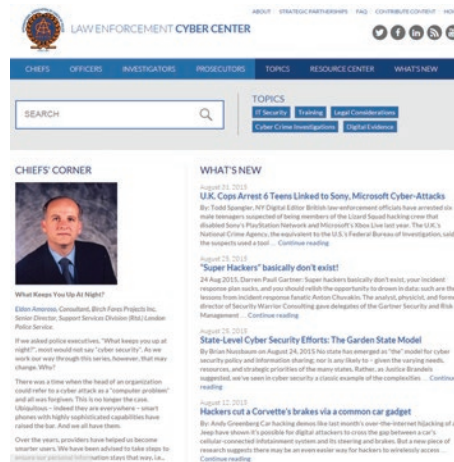 ABOUT STRATEGIC PARTNERSHIPS FAQ CONTRIBUTE CONTENT
LAW ENFORCEMENT CYBER CENTER
CHIEFS OFFICERS INVESTIGATORS PROSECUTORS TOPICS RESOURCE CENTER WHAT'S NEW
SEARCH
TOPICS
IT Security Training Legal Considerations
Cyber Crime Investigations Digital Evidence
CHIEFS' CORNER
What Keeps You Up At Night?
Eldon Amoroso, Consultant, Birch Fores Projects Inc.
Senior Director, Support Services Division (Rtd.) London
Police Service
If we asked police executives, "What keeps you up at
night?", most would not say "cyber security". As we
work our way through this series, however, that may
change. Why?
There was a time when the head of an organization
could refer to a cyber attack as a "computer problem"
and all was forgiven. This is no longer the case.
Ubiquitous – indeed they are everywhere – smart
phones with highly sophisticated capabilities have
raised the bar. And we all have them.
Over the years, providers have helped us become
smarter users. We have been advised to take steps to
ensure our personal information stays that way, i.e.,
WHAT'S NEW
August 31, 2015
U.K. Cops Arrest 6 Teens Linked to Sony, Microsoft Cyber-Attacks
By: Todd Spangler, NY Digital Editor British law-enforcement officials have arrested six
male teenagers suspected of being members of the Lizard Squad hacking crew that
disabled Sony's PlayStation Network and Microsoft's Xbox Live last year. The U.K.'s
National Crime Agency, the equivalent to the U.S.'s Federal Bureau of Investigation, said
the suspects used a tool ... Continue reading
August 25, 2015
"Super Hackers" basically don't exist!
24 Aug 2015, Darren Pauli Gartner: Super hackers basically don't exist, your incident
response plan sucks, and you should relish the opportunity to drown in data: such are the
lessons from incident response fanatic Anton Chuvakin. The analyst, physicist, and former
director of Security Warrior Consulting gave delegates of the Gartner Security and Risk
Management ... Continue reading
August 25, 2015
State-Level Cyber Security Efforts: The Garden State Model
By Brian Nussbaum on August 24, 2015 No state has emerged as "the" model for cyber
security policy and information sharing, nor is any likely to – given the varying needs,
resources, and strategic priorities of the many states. Rather, as Justice Brandeis
suggested, we've seen in cyber security a classic example of the complexities ... Continue
August 12, 2015
Hackers cut a Corvette's brakes via a common car gadget
By: Andy Greenberg Car hacking demos like last month's over-the-internet hijacking of a
Jeep have shown it's possible for digital attackers to cross the gap between a car's
cellular-connected infotainment system and its steering and brakes. But a new piece of
research suggests there may be an even easier way for hackers to wirelessly access ...
Continue reading